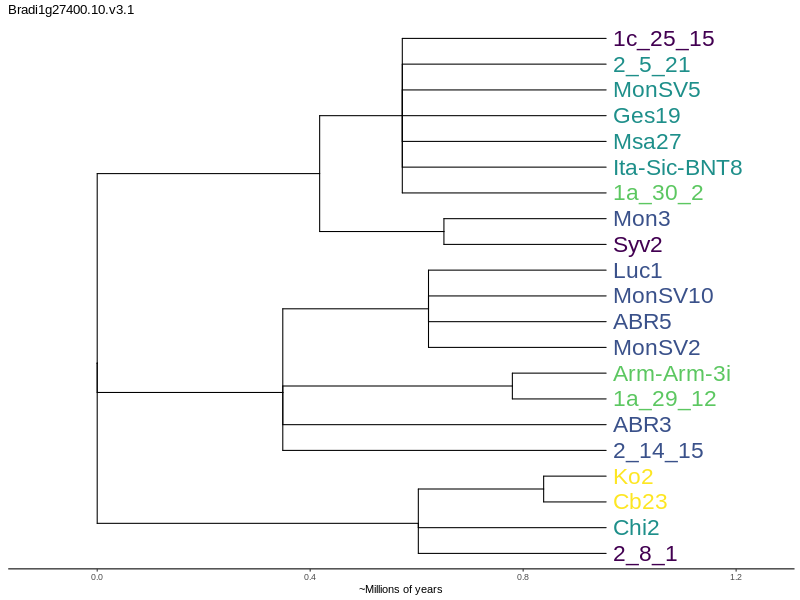 Bradi1g27400.10.v3.1
1c_25_15
2_5_21
MonSV5
Ges19
Msa27
Ita-Sic-BNT8
1a_30_2
Mon3
Syv2
Luc1
MonSV10
ABR5
MonSV2
Arm-Arm-3i
1a_29_12
ABR3
2_14_15
Ko2
Cb23
Chi2
2_8_1
0.0 0.4 0.8 1.2
~Millions of years